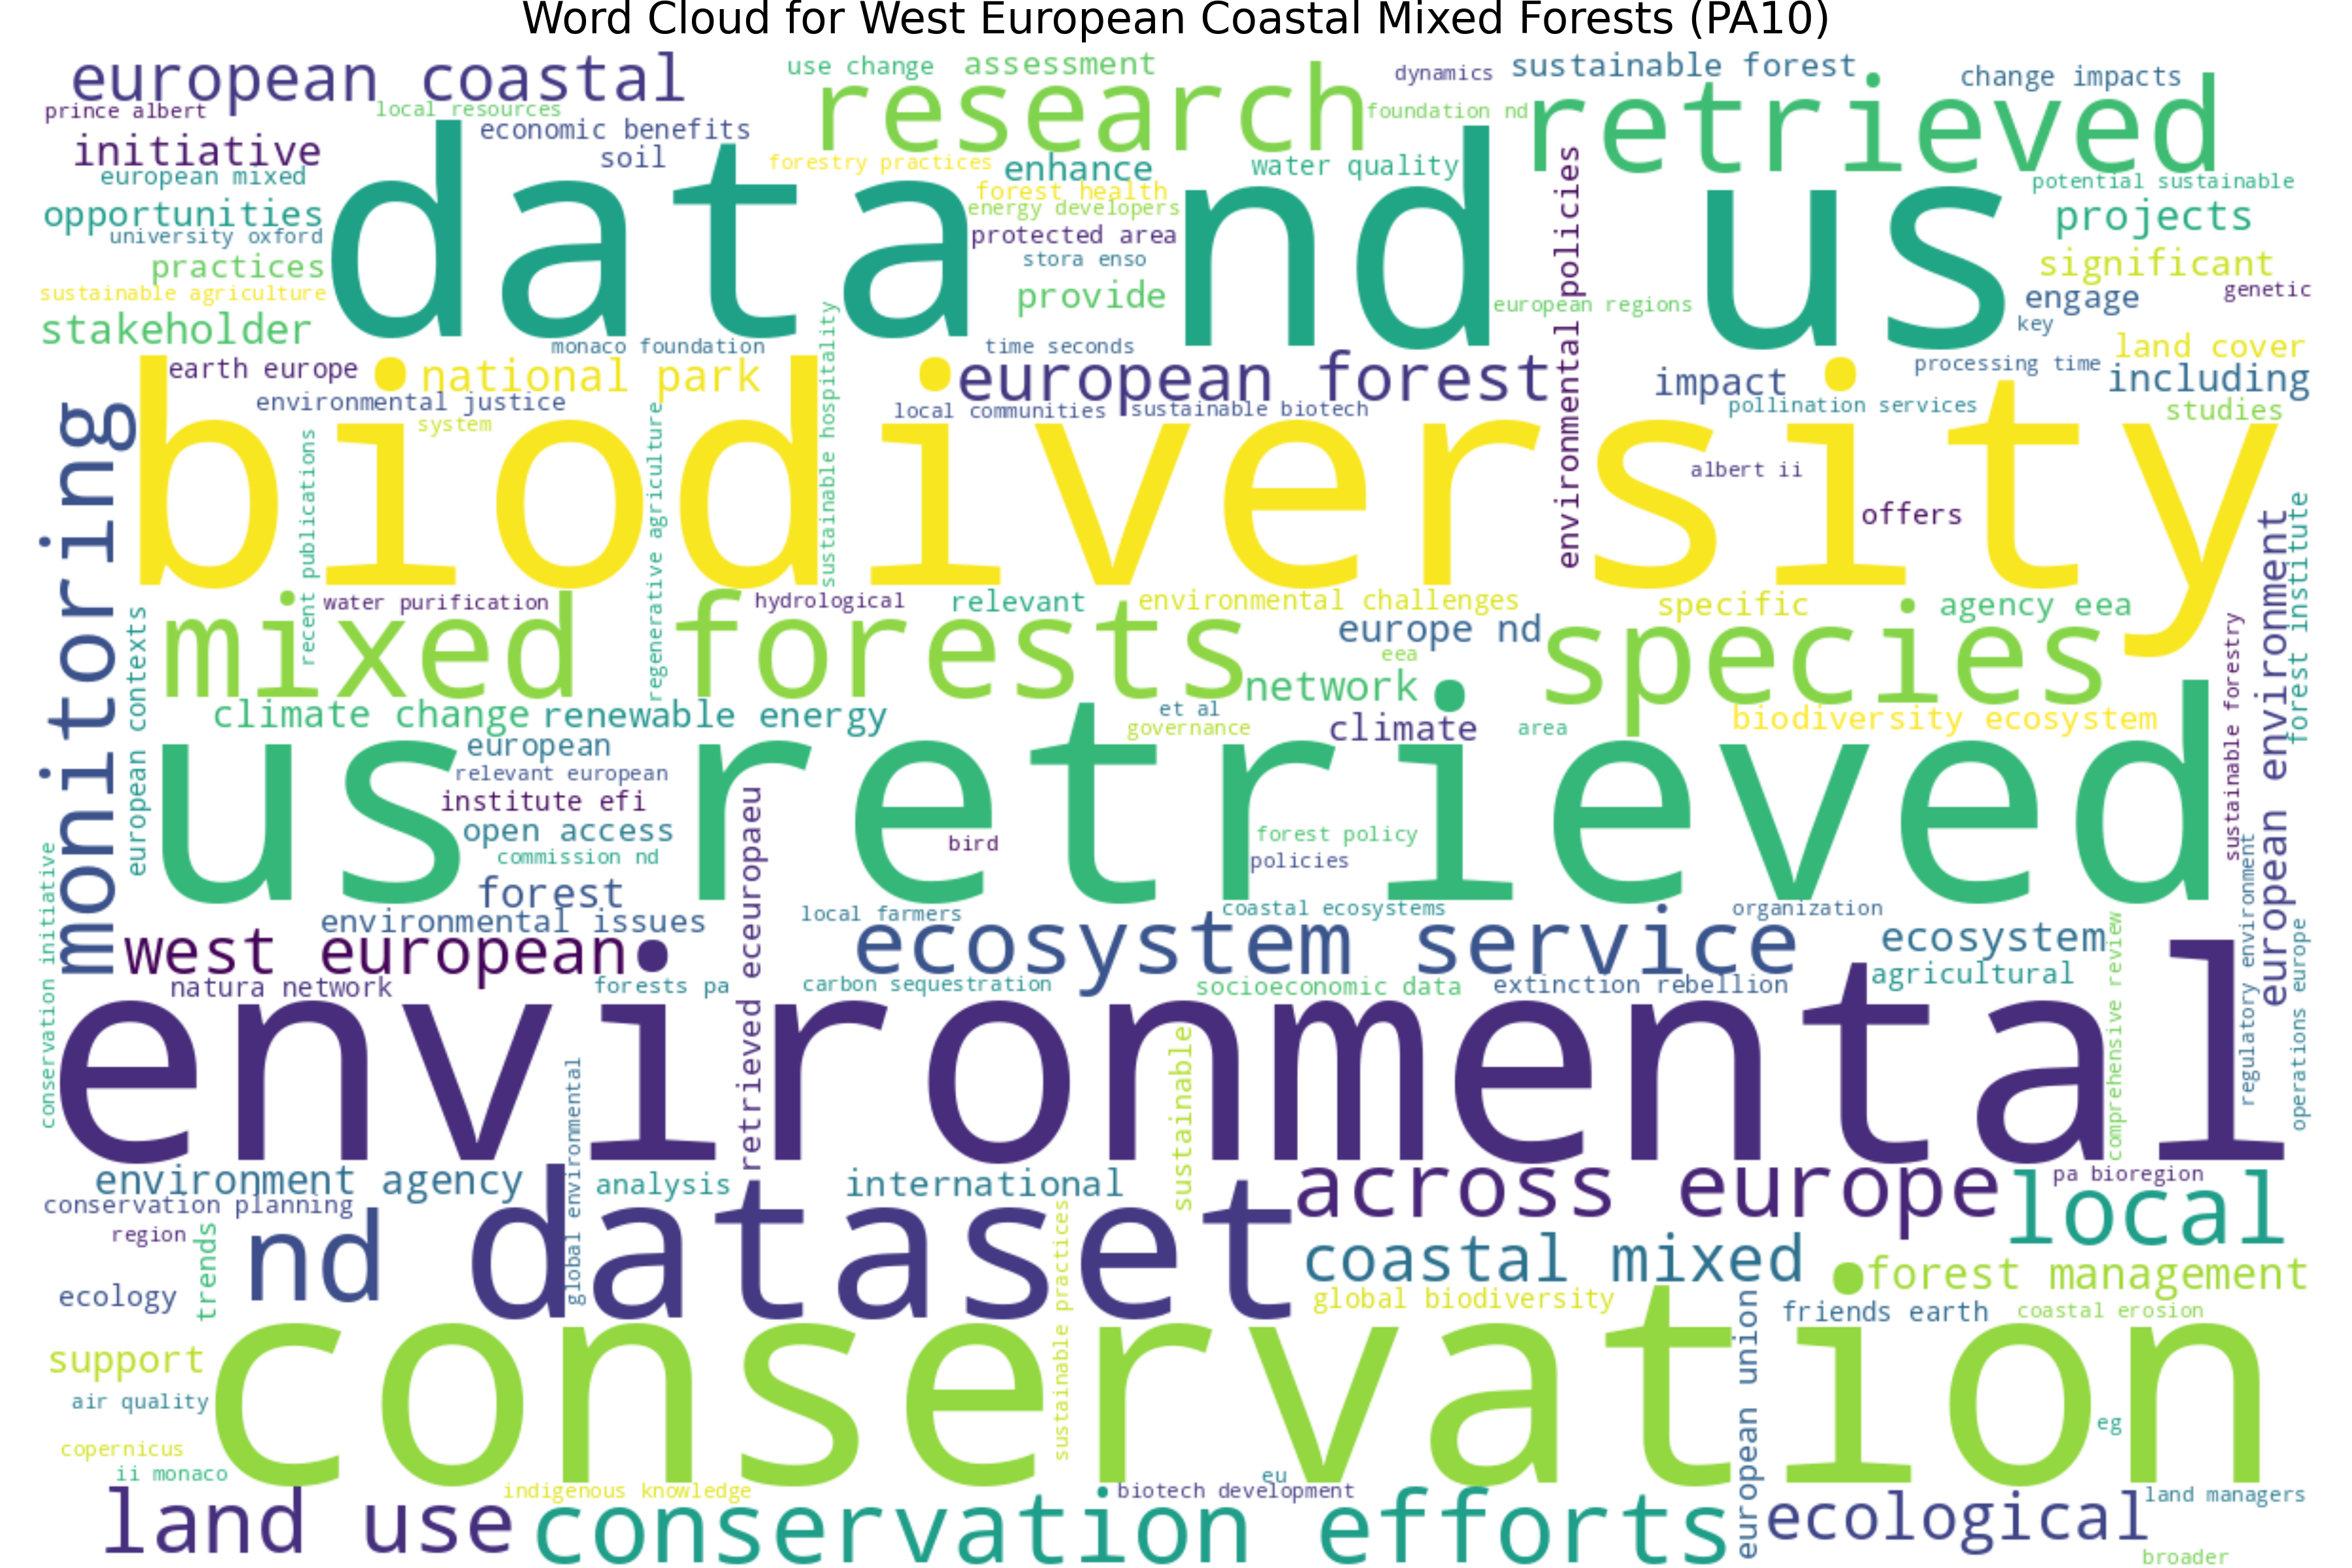 Word Cloud for West European Coastal Mixed Forests (PA10)
european coastal
use change
assessment
dynamics
sustainable forest
change impacts
prince albert
local resources
research
foundation nd
retrieved
initiative
economic benefits
soil
forestry practices
enhance
water quality
european mixed
forest health
potential sustainable
opportunities
data
energy developers
nd
us
projects
university oxford
protected area
practices
stora enso
significant
sustainable agriculture
provide
european regions
engage
genetic
stakeholder
key
environmental policies
monaco foundation
time seconds
land cover
earth europe
national park
european forest
impact
processing time
including
environmental justice
local communities
sustainable biotech
pollination services
studies
system
biodiversity
albert ii
offers
monitoring
recent publications
regenerative agriculture
sustainable hospitality
water purification
hydrological
relevant
environmental challenges
specific
agency eea
mixed forests
europe nd
species
eea
network
european contexts
climate change
renewable energy
et al
governance
climate
area
biodiversity ecosystem
sustainable forestry
european environment
forest institute
european
relevant european
us retrieved
institute efi
open access
bird
forest policy
commission nd
policies
forest
retrieved eceuropaeu
environmental issues
local farmers
coastal ecosystems
organization
west european
ecosystem service
ecosystem
conservation initiative
natura network
forests pa
carbon sequestration
socioeconomic data
extinction rebellion
agricultural
comprehensive review
regulatory environment
operations europe
environmental
global environmental
sustainable
environment agency
analysis
international
across europe
pa bioregion
local
conservation planning
region
trends
nd
dataset
sustainable practices
coastal mixed
forest management
ecology
global biodiversity
friends earth
coastal erosion
support
conservation
european union
air quality
eg
copernicus
ii monaco
eu
indigenous knowledge
biotech development
land managers
land use
conservation efforts
ecological
broader